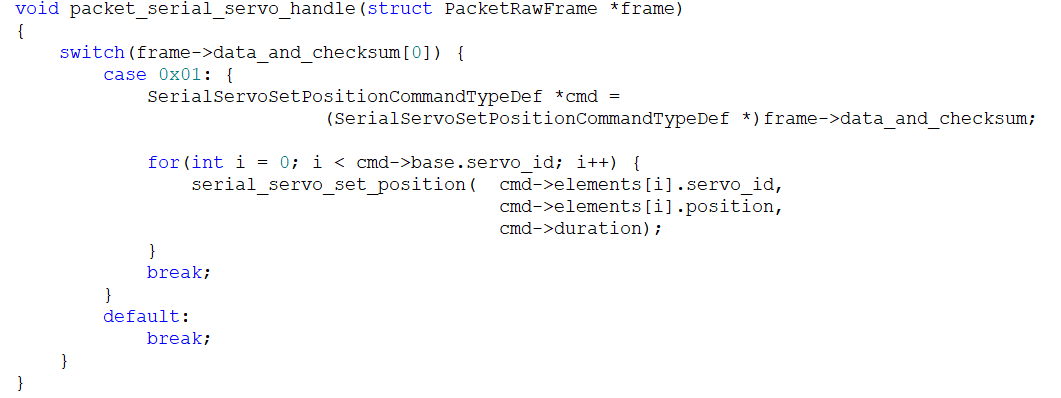 void packet_serial_servo_handle(struct PacketRawFrame *frame)
{
    switch(frame->data_and_checksum[0]) {
        case 0x01: {
            SerialServoSetPositionCommandTypeDef *cmd =
                            (SerialServoSetPositionCommandTypeDef *)frame->data_and_checksum;

            for(int i = 0; i < cmd->base.servo_id; i++) {
                serial_servo_set_position(  cmd->elements[i].servo_id,
                                            cmd->elements[i].position,
                                            cmd->duration);
            }
            break;
        }
        default:
            break;
    }
}